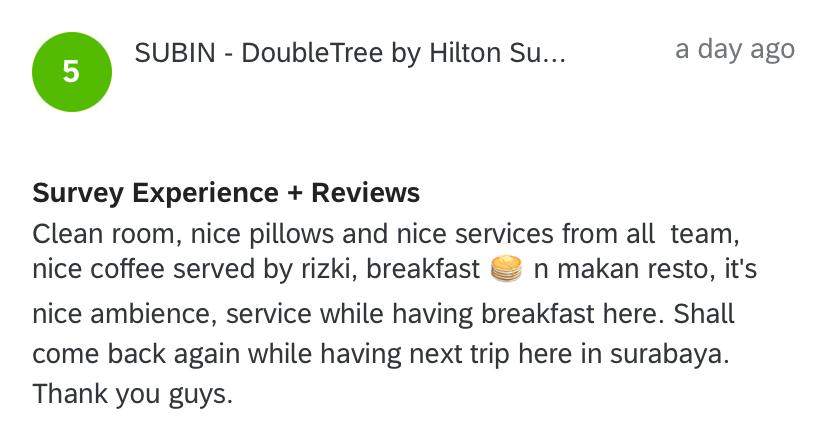 5
SUBIN - DoubleTree by Hilton Su...
a day ago
Survey Experience + Reviews
Clean room, nice pillows and nice services from all  team,
nice coffee served by rizki, breakfast 🥞 n makan resto, it's
nice ambience, service while having breakfast here. Shall
come back again while having next trip here in surabaya.
Thank you guys.